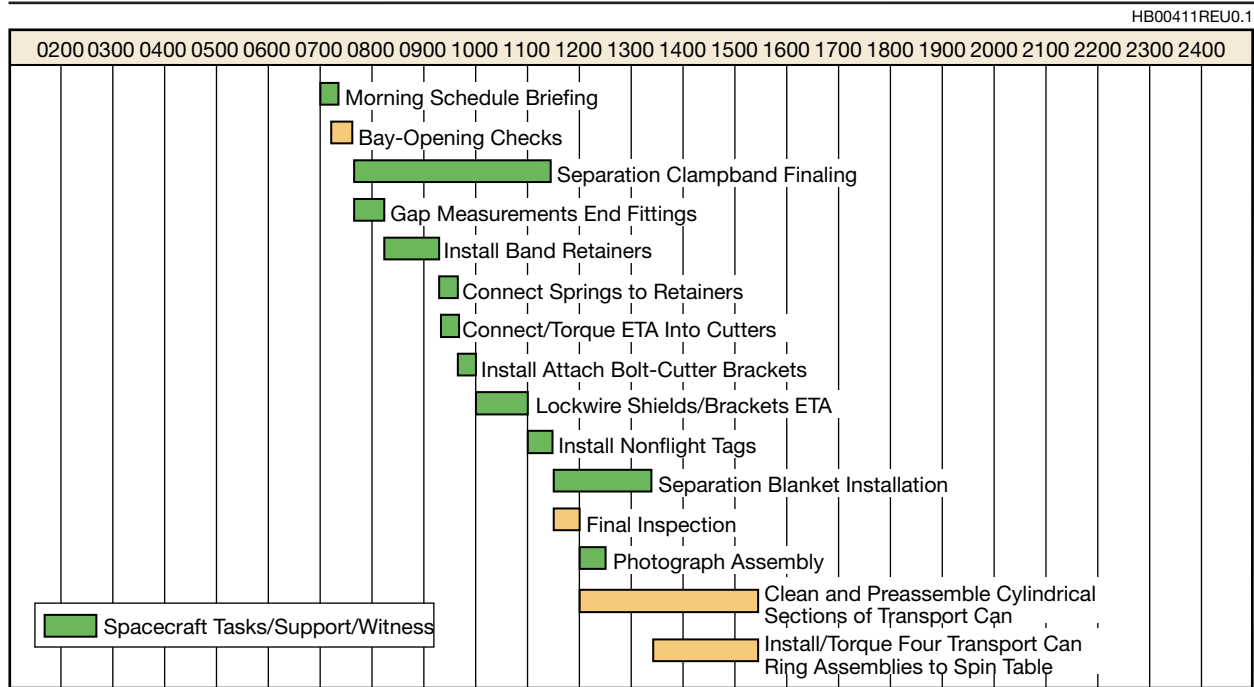 HB00411REU0.1
0200 0300 0400 0500 0600 0700 0800 0900 1000 1100 1200 1300 1400 1500 1600 1700 1800 1900 2000 2100 2200 2300 2400
Morning Schedule Briefing
Bay-Opening Checks
Separation Clampband Finaling
Gap Measurements End Fittings
Install Band Retainers
Connect Springs to Retainers
Connect/Torque ETA Into Cutters
Install Attach Bolt-Cutter Brackets
Lockwire Shields/Brackets ETA
Install Nonflight Tags
Separation Blanket Installation
Final Inspection
Photograph Assembly
Clean and Preassemble Cylindrical
Sections of Transport Can
Spacecraft Tasks/Support/Witness
Install/Torque Four Transport Can
Ring Assemblies to Spin Table